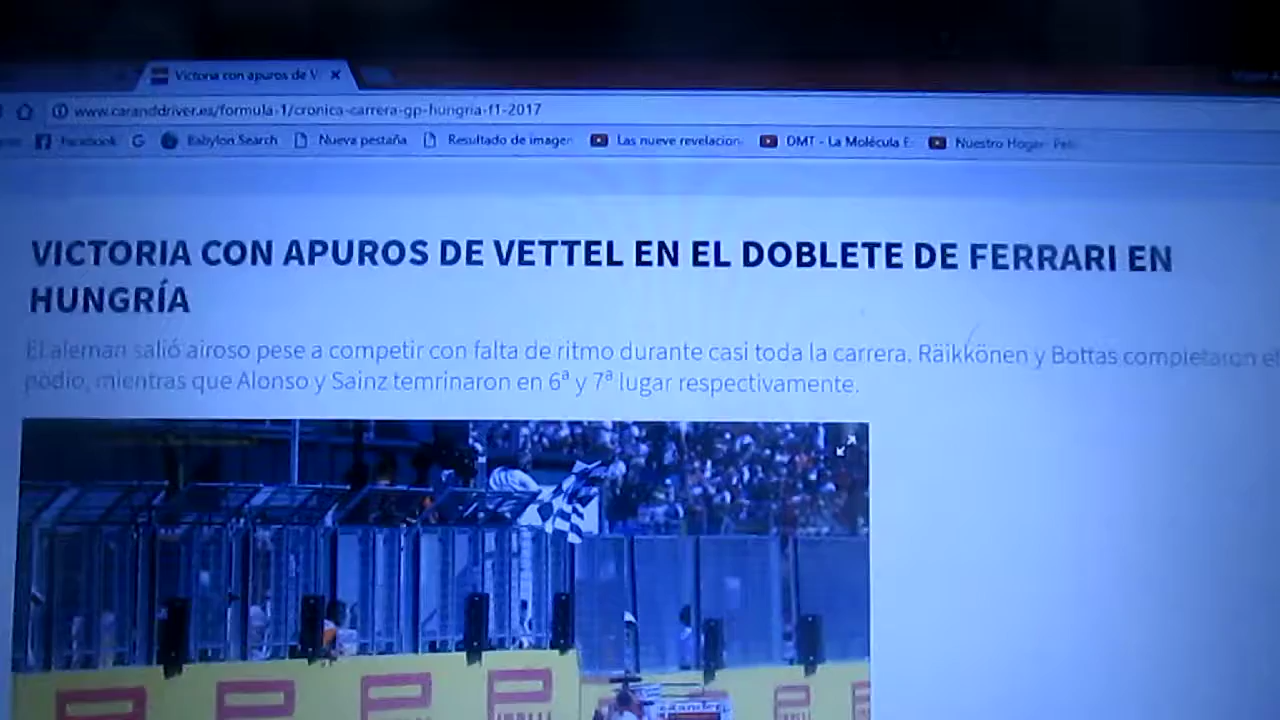 Victoria con apuros de V
www.caranddriver.es/formula-1/cronica-carrera-gp-hungria-f1-2017
Facebook Babylon Search Nueva pestaña Resultado de imagen Las nueve revelacion DMT - La Molécula E Nuestro Hogar Pelí
VICTORIA CON APUROS DE VETTEL EN EL DOBLETE DE FERRARI EN
HUNGRÍA
El aleman salió airoso pese a competir con falta de ritmo durante casi toda la carrera. Räikkönen y Bottas completaron el
podio, mientras que Alonso y Sainz temrinaron en 6ª y 7ª lugar respectivamente.